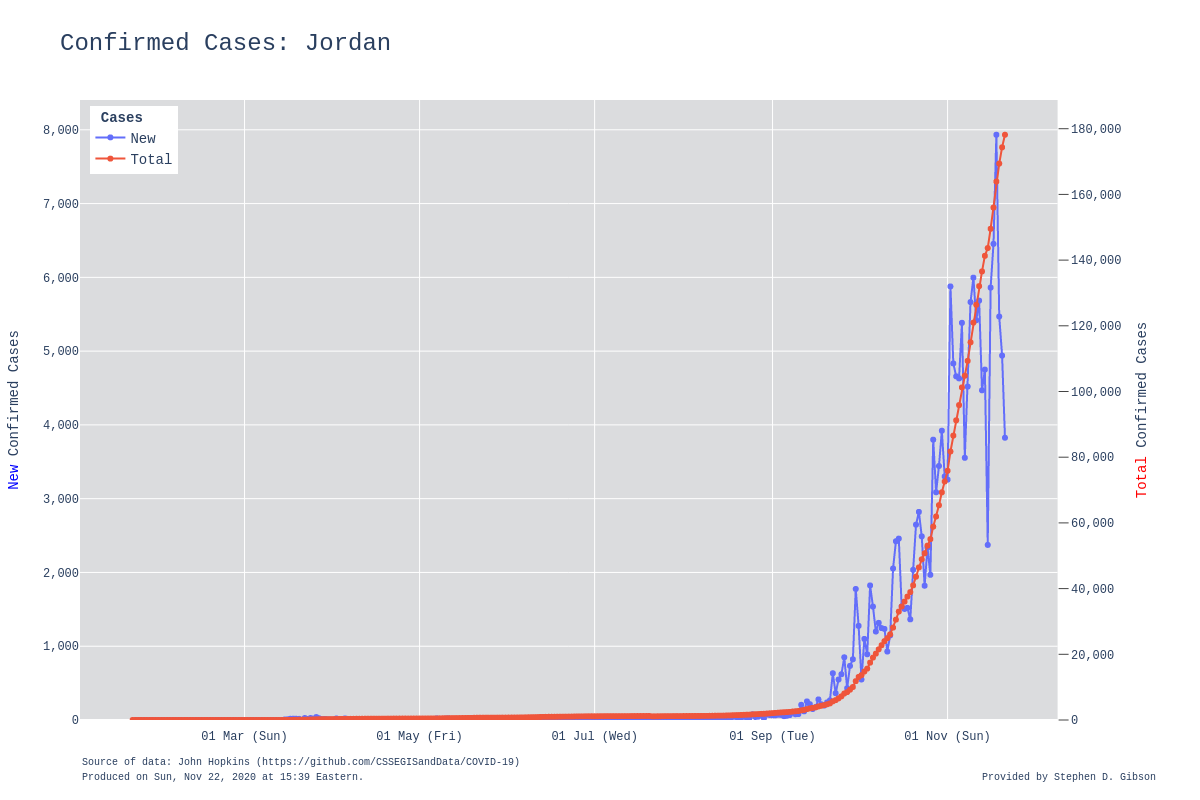 Confirmed Cases: Jordan
Cases
New
Total
8,000
7,000
6,000
5,000
4,000
3,000
2,000
1,000
0
New Confirmed Cases
180,000
160,000
140,000
120,000
100,000
80,000
60,000
40,000
20,000
0
Total Confirmed Cases
01 Mar (Sun)
01 May (Fri)
01 Jul (Wed)
01 Sep (Tue)
01 Nov (Sun)
Source of data: John Hopkins (https://github.com/CSSEGISandData/COVID-19)
Produced on Sun, Nov 22, 2020 at 15:39 Eastern.
Provided by Stephen D. Gibson